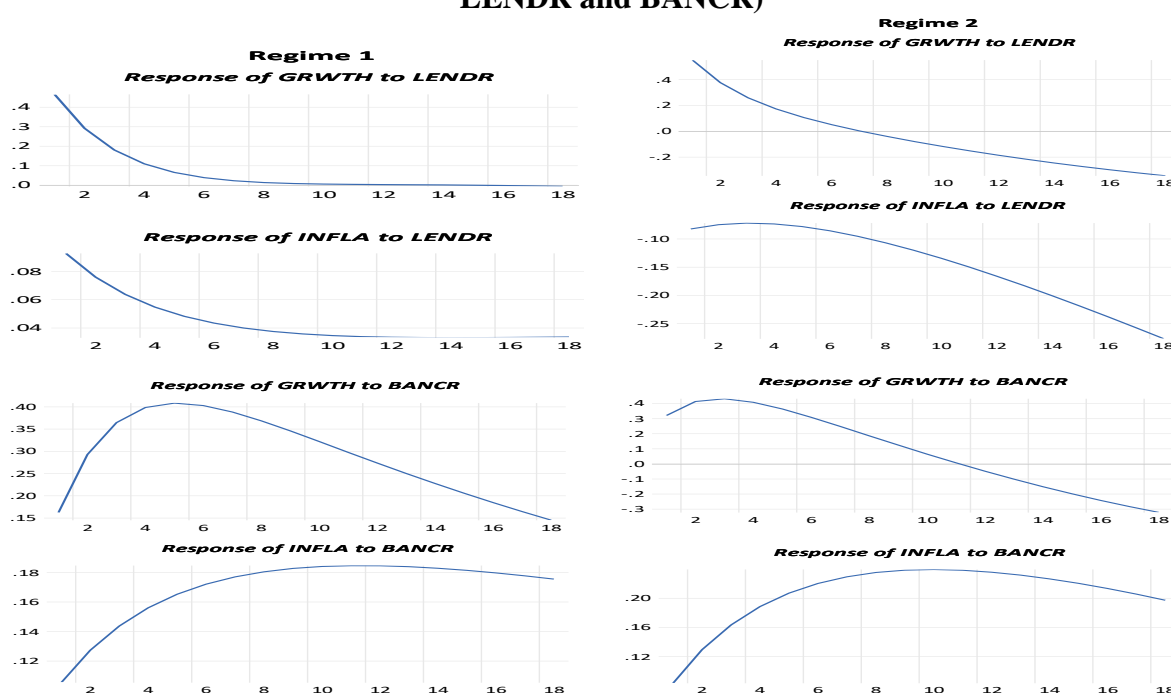 LENDR and BANCR)
Regime 1
Response of GRWTH to LENDR
.4
.3
.2
.1
.0
2 4 6 8 10 12 14 16 18
Response of INFLA to LENDR
.08
.06
.04
2 4 6 8 10 12 14 16 18
Response of GRWTH to BANCR
.40
.35
.30
.25
.20
.15
2 4 6 8 10 12 14 16 18
Response of INFLA to BANCR
.18
.16
.14
.12
2 4 6 8 10 12 14 16 18
Regime 2
Response of GRWTH to LENDR
.4
.2
.0
-.2
2 4 6 8 10 12 14 16 18
Response of INFLA to LENDR
-.10
-.15
-.20
-.25
2 4 6 8 10 12 14 16 18
Response of GRWTH to BANCR
.4
.3
.2
.1
.0
-.1
-.2
-.3
2 4 6 8 10 12 14 16 18
Response of INFLA to BANCR
.20
.16
.12
2 4 6 8 10 12 14 16 18